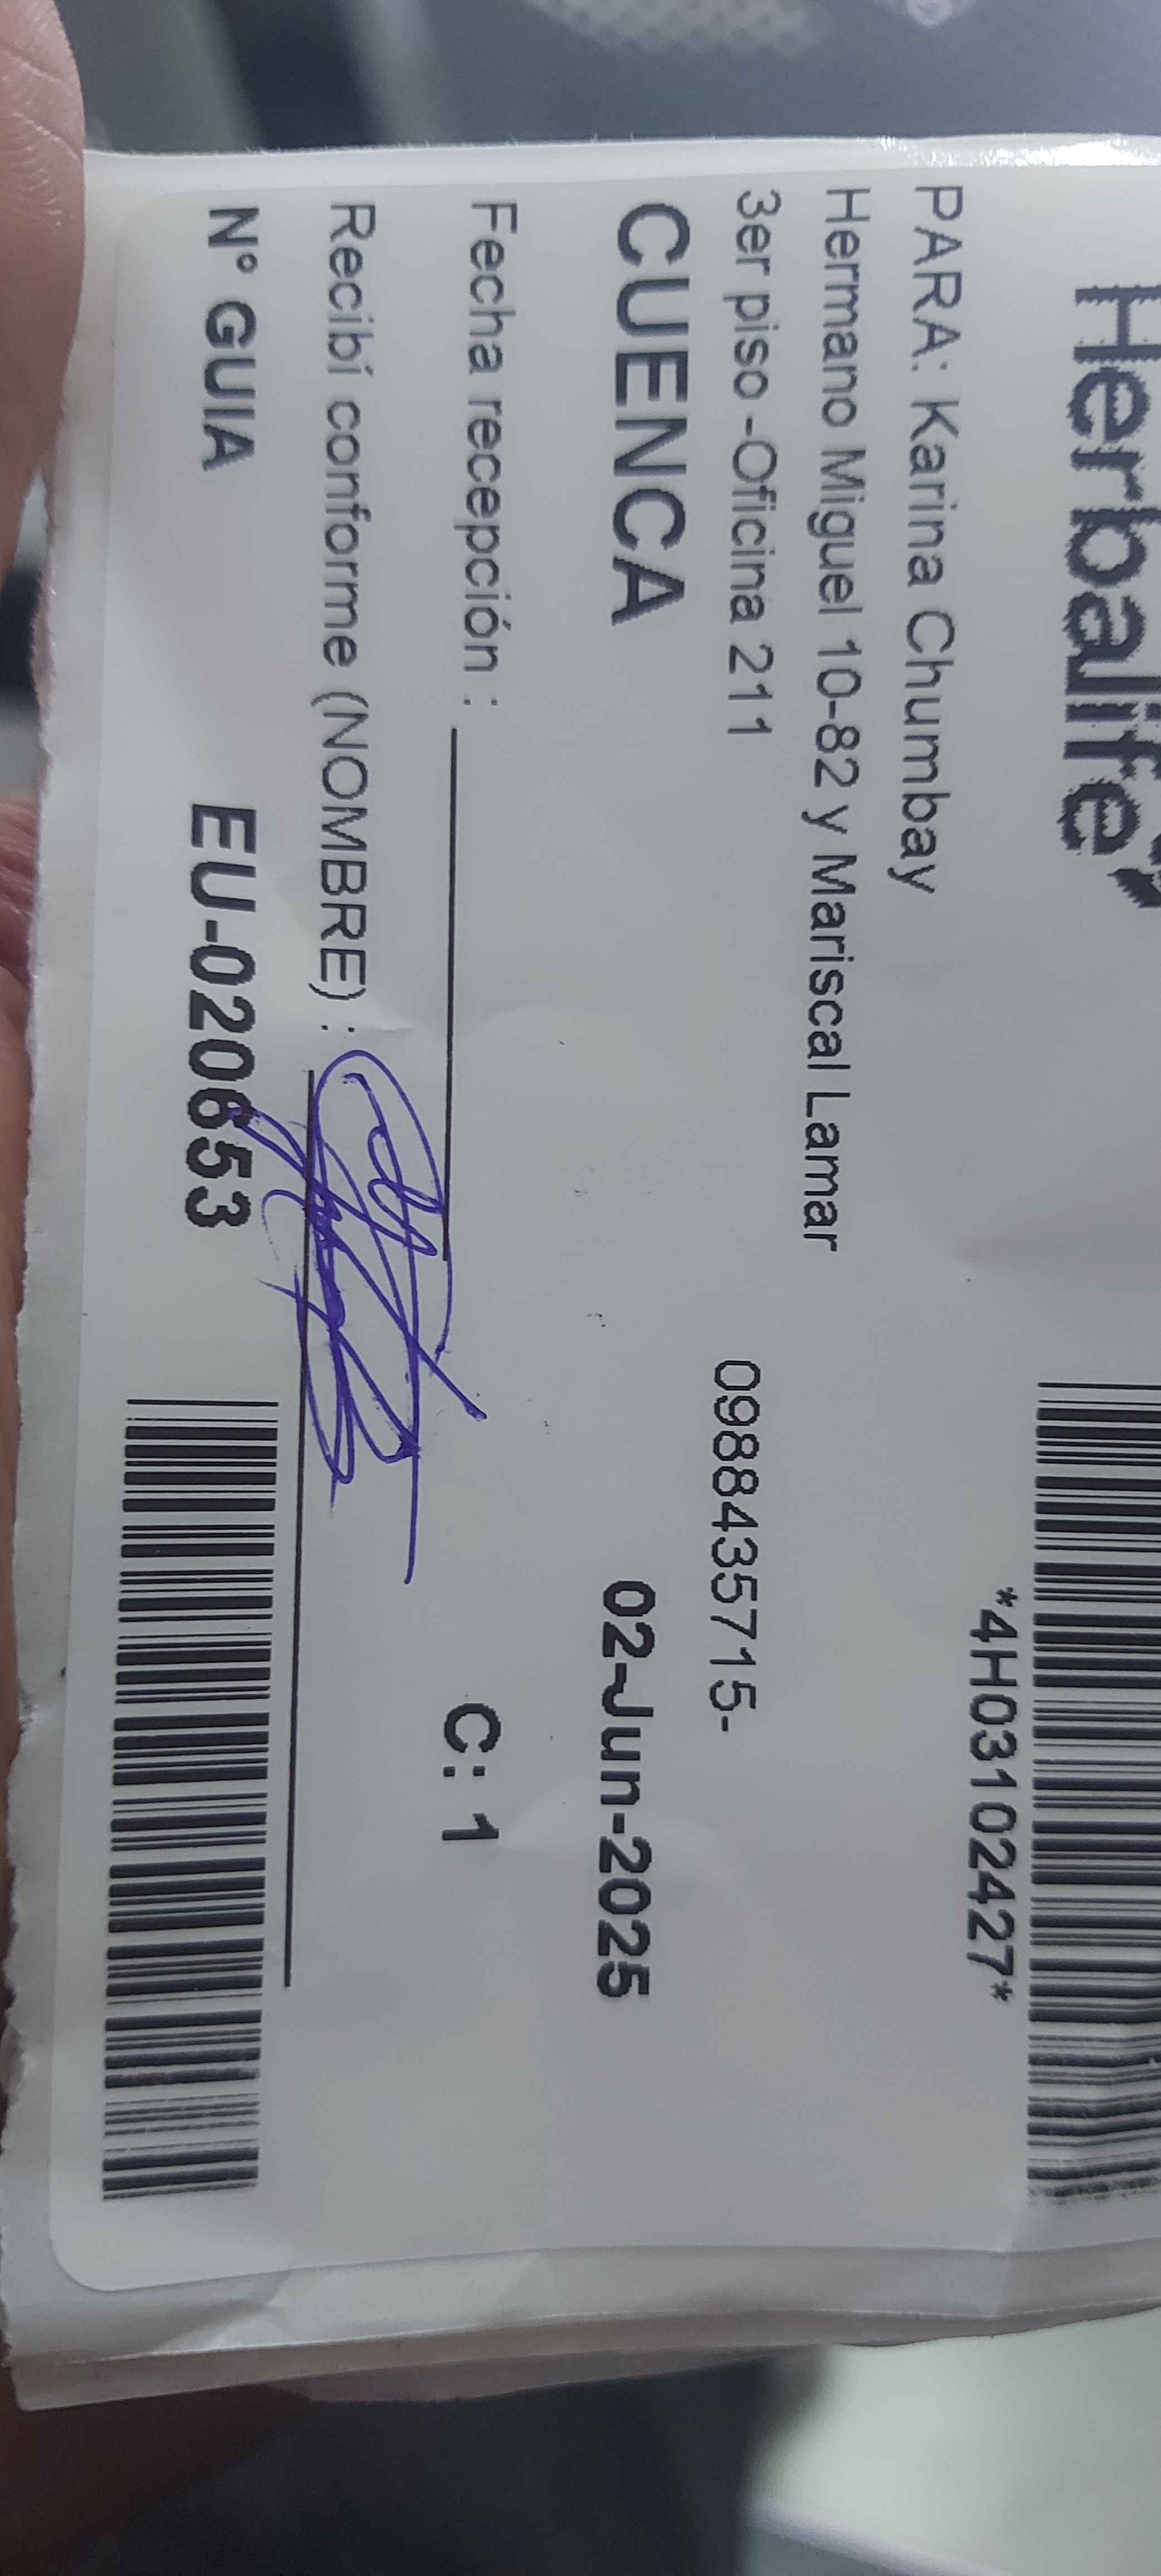 Herbalife
*4H03102427*
PARA: Karina Chumbay
Hermano Miguel 10-82 y Mariscal Lamar
3er piso -Oficina 211 0988435715-
CUENCA 02-Jun-2025
Fecha recepción :
C: 1
Recibí conforme (NOMBRE) :
N° GUIA EU-020653